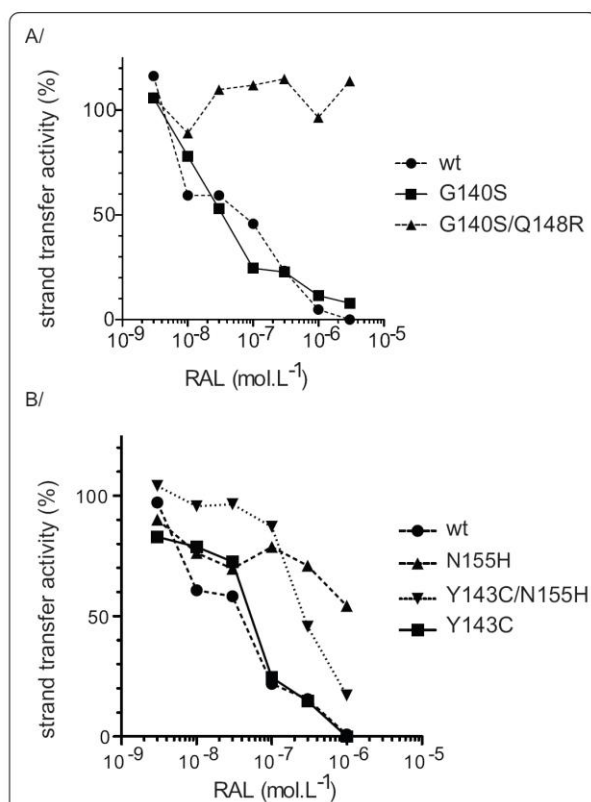 A/
strand transfer activity (%)
100
50
0
10-9 10-8 10-7 10-6 10-5
RAL (mol.L-1)
wt
G140S
G140S/Q148R
B/
strand transfer activity (%)
100
50
0
10-9 10-8 10-7 10-6 10-5
RAL (mol.L-1)
wt
N155H
Y143C/N155H
Y143C